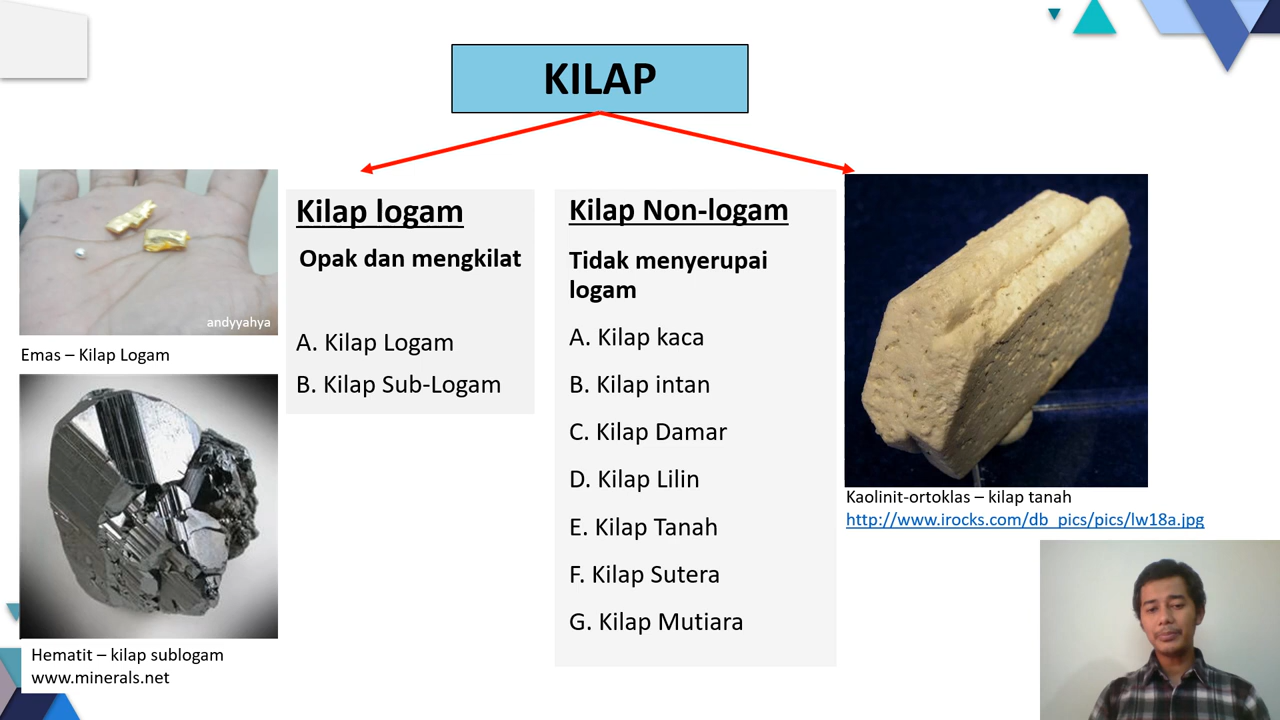 KILAP
Kilap logam
Opak dan mengkilat
A. Kilap Logam
B. Kilap Sub-Logam
Kilap Non-logam
Tidak menyerupai
logam
A. Kilap kaca
B. Kilap intan
C. Kilap Damar
D. Kilap Lilin
E. Kilap Tanah
F. Kilap Sutera
G. Kilap Mutiara
andyyahya
Emas – Kilap Logam
Hematit – kilap sublogam
www.minerals.net
Kaolinit-ortoklas – kilap tanah
http://www.irocks.com/db_pics/pics/lw18a.jpg